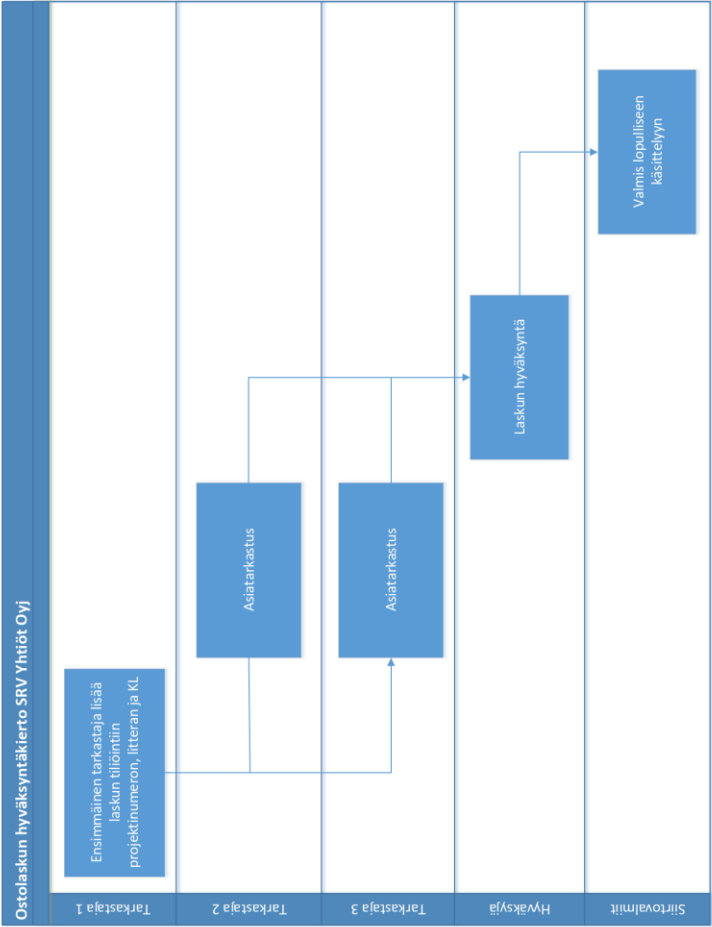 Ostolaskun hyväksyntäkierto SRV Yhtiöt Oyj
Tarkastaja 1
Ensimmäinen tarkastaja lisää
laskun tiliöintiin
projektinumeron, litteran ja KL
Tarkastaja 2
Asiatarkastus
Tarkastaja 3
Asiatarkastus
Hyväksyjä
Laskun hyväksyntä
Siirtovalmiit
Valmis lopulliseen
käsittelyyn